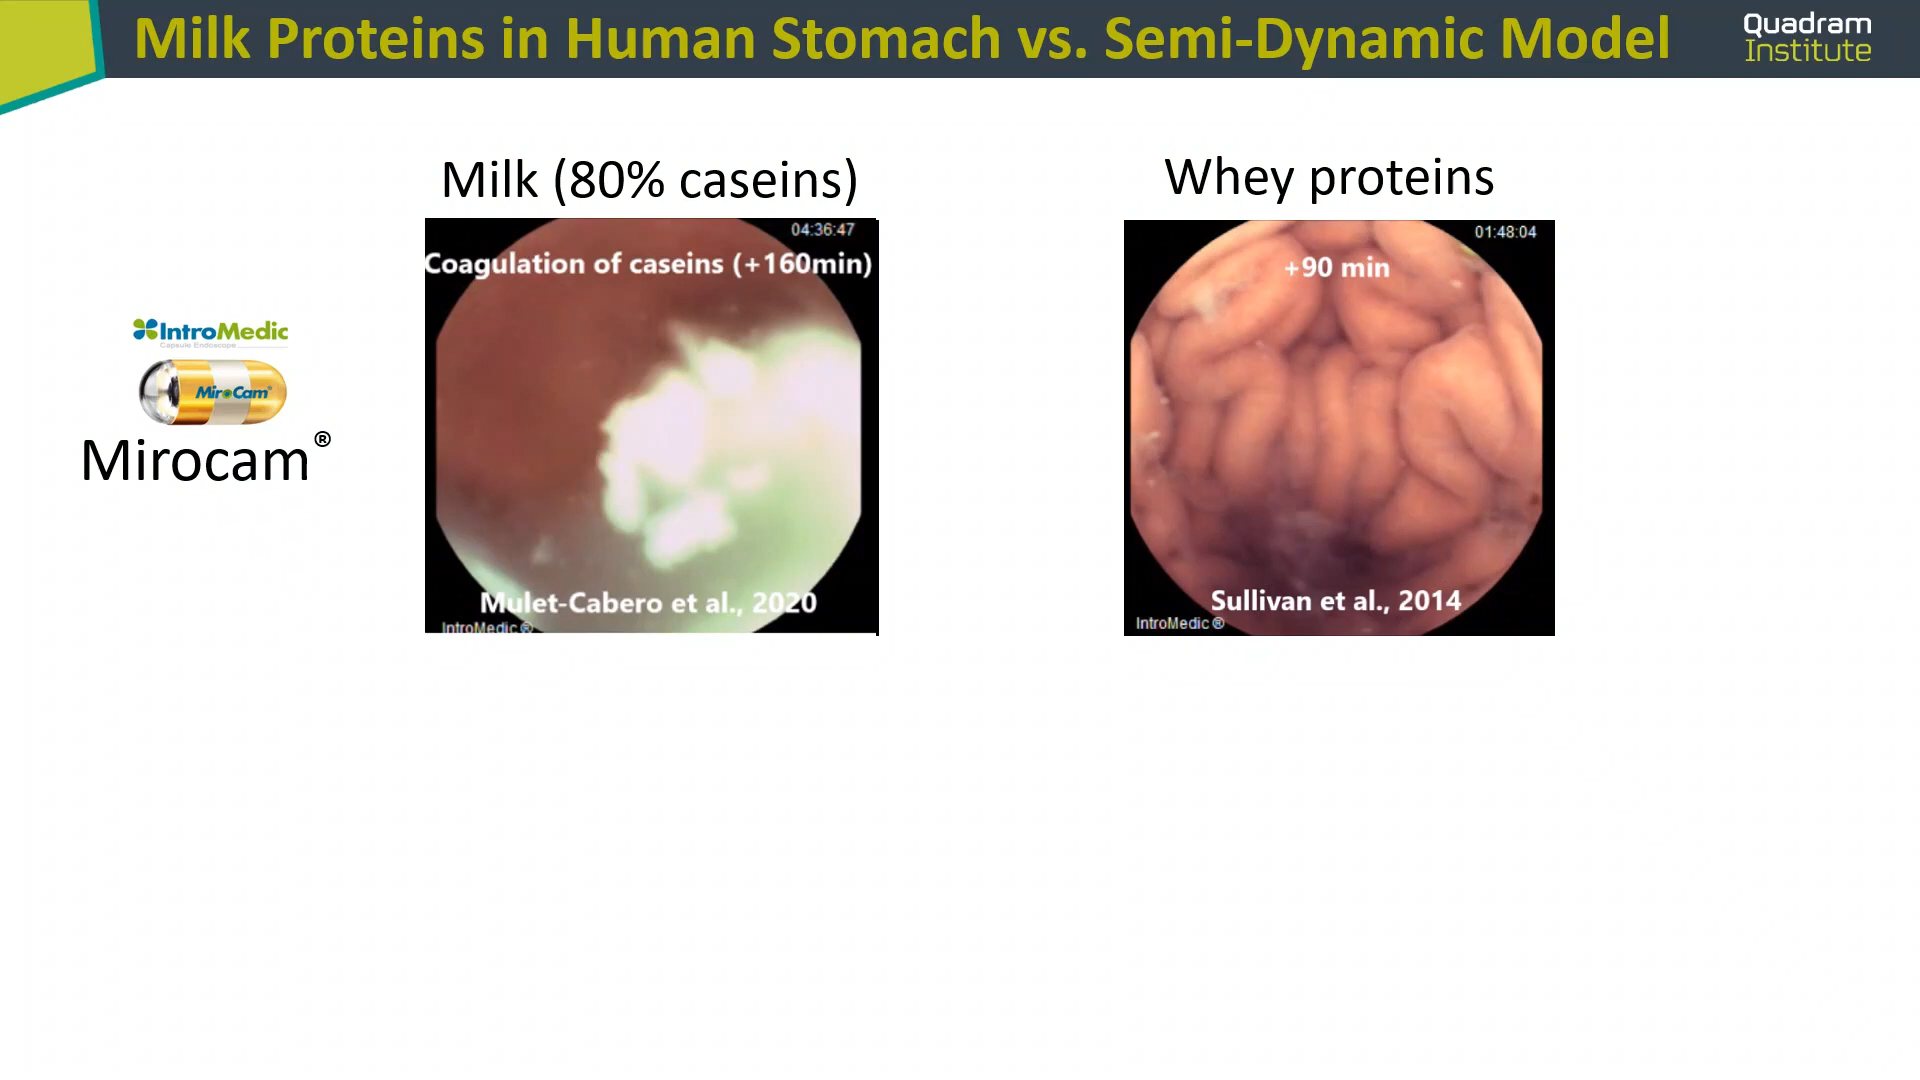 Milk Proteins in Human Stomach vs. Semi-Dynamic Model
Quadram
Institute
Milk (80% caseins)
Whey proteins
04:36:47
Coagulation of caseins (+160min)
Mulet-Cabero et al., 2020
IntroMedic ®
01:48:04
+90 min
Sullivan et al., 2014
IntroMedic ®
IntroMedic
Capsule Endoscope
MiroCam®
Mirocam®